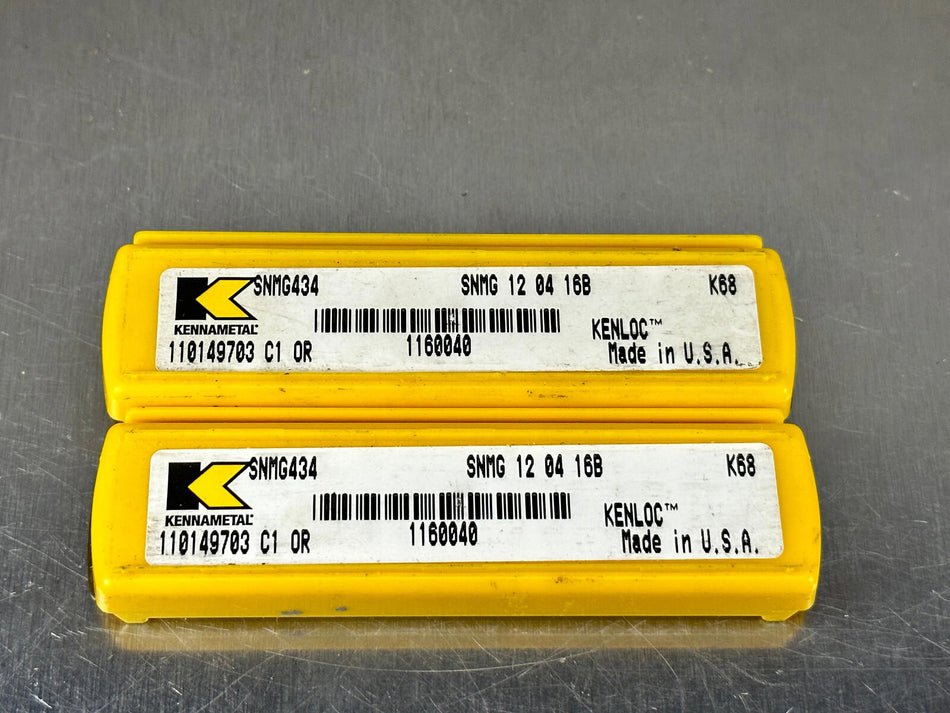 SNMG434 SNMG 12 04 16B K68
KENNAMETAL
KENLOC™
110149703 C1 OR 1160040 Made in U.S.A.
SNMG434 SNMG 12 04 16B K68
KENNAMETAL
KENLOC™
110149703 C1 OR 1160040 Made in U.S.A.